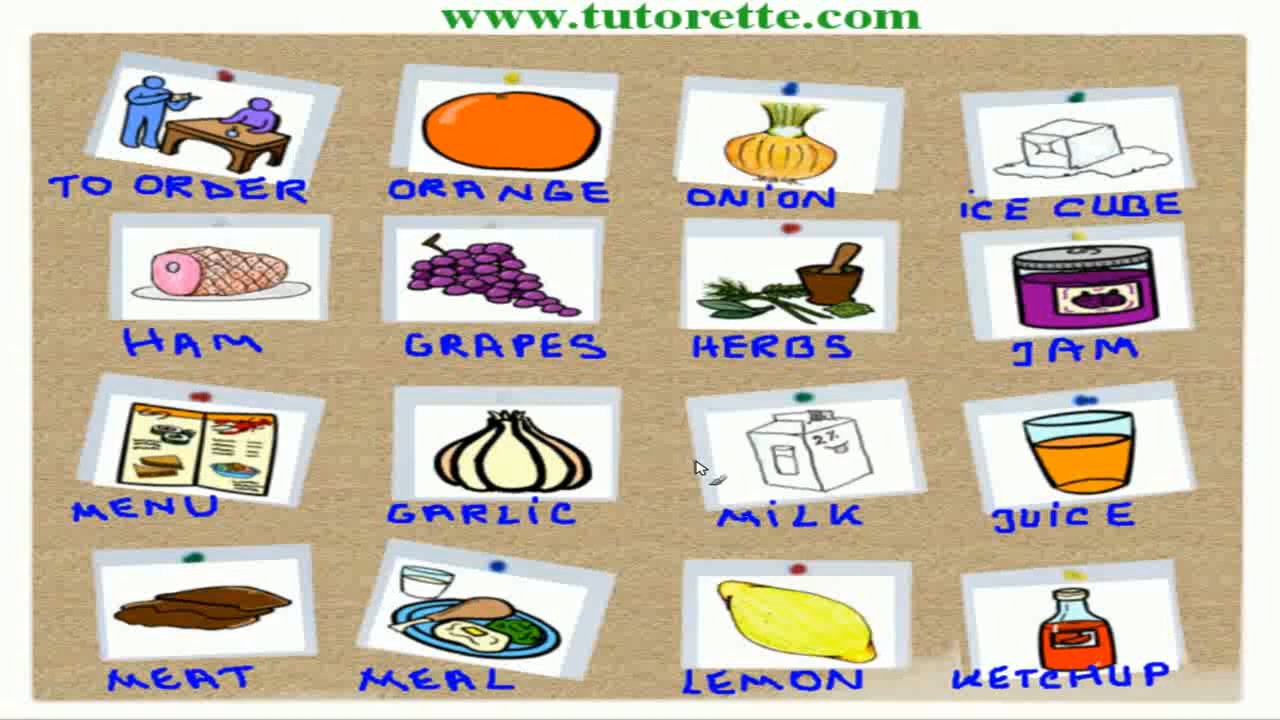 www.tutorette.com
TO ORDER ORANGE ONiON iCE CUBE
HAM GRAPES HERBS JAM
MENU GARLiC MiLK JUiCE
2%
MEAT MEAL LEMON KETCHUP